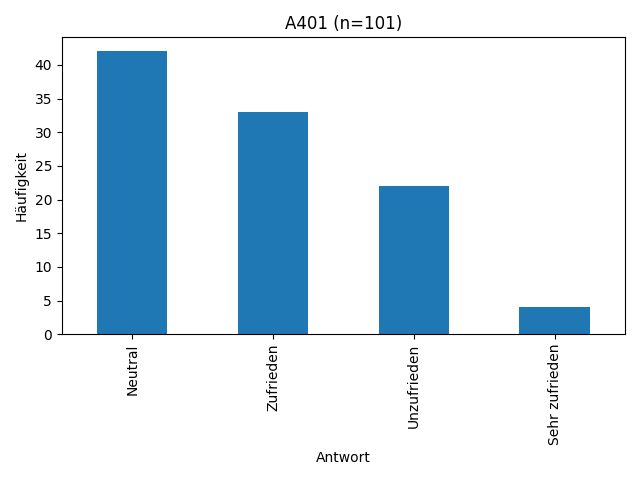 A401 (n=101)
Häufigkeit
40
35
30
25
20
15
10
5
0
Neutral
Zufrieden
Unzufrieden
Sehr zufrieden
Antwort